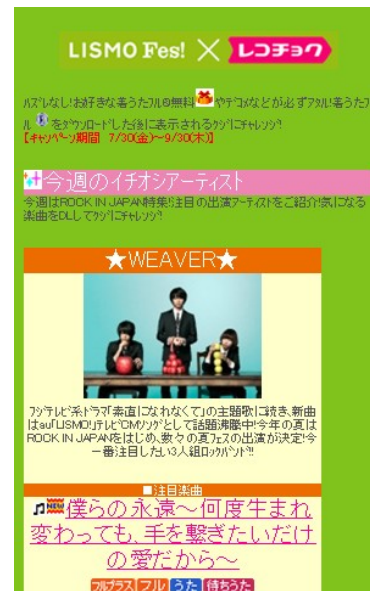 LISMO Fes! × レコチョク
ハズレなし!お好きな着うたフル®無料やデコメなどが必ずアタル!着うたフ
ル®をダウンロードした後に表示されるクジにチャレンジ!
【キャンペーン期間 7/30(金)~9/30(木)】
今週のイチオシアーティスト
今週はROCK IN JAPAN特集!注目の出演アーティストをご紹介!気になる
楽曲をDLしてクジにチャレンジ!
★WEAVER★
フジテレビ系ドラマ「素直になれなくて」の主題歌に続き、新曲
はau「LISMO!」テレビCMソングとして話題沸騰中!今年の夏は
ROCK IN JAPANをはじめ、数々の夏フェスの出演が決定!今
一番注目したい3人組ロックバンド!!
■注目楽曲
NEW 僕らの永遠~何度生まれ
変わっても、手を繋ぎたいだけ
の愛だから~
フルプラス フル うた 待ちうた